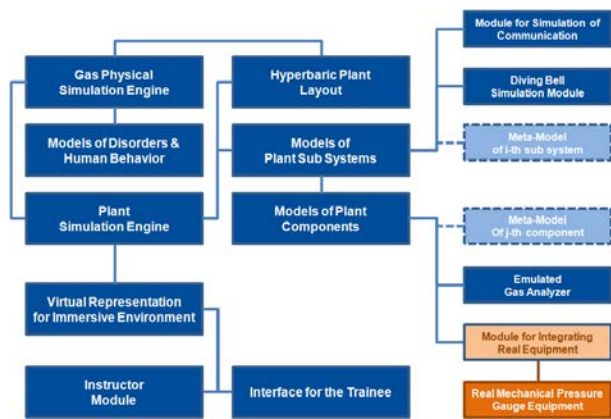 Module for Simulation of
Communication
Gas Physical
Simulation Engine
Hyperbaric Plant
Layout
Diving Bell
Simulation Module
Models of Disorders &
Human Behavior
Models of
Plant Sub Systems
Meta-Model
of i-th sub system
Plant
Simulation Engine
Models of Plant
Components
Meta-Model
Of j-th component
Emulated
Gas Analyzer
Virtual Representation
for Immersive Environment
Module for Integrating
Real Equipment
Instructor
Module
Interface for the Trainee
Real Mechanical Pressure
Gauge Equipment